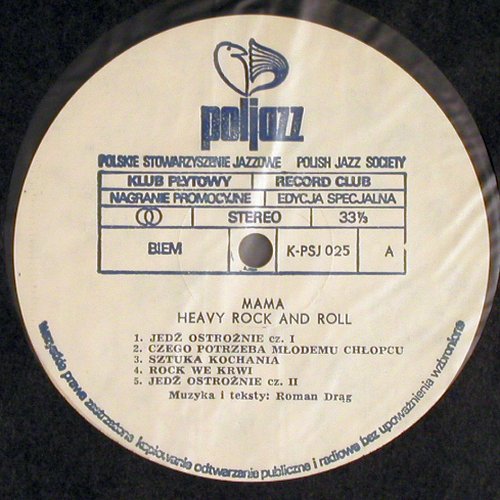 poljazz
POLSKIE STOWARZYSZENIE JAZZOWE POLISH JAZZ SOCIETY
KLUB PŁYTOWY RECORD CLUB
NAGRANIE PROMOCYJNE EDYCJA SPECJALNA
STEREO 33⅓
BIEM K-PSJ 025 A
MAMA
HEAVY ROCK AND ROLL
1. JEDŹ OSTROŻNIE cz. I
2. CZEGO POTRZEBA MŁODEMU CHŁOPCU
3. SZTUKA KOCHANIA
4. ROCK WE KRWI
5. JEDŹ OSTROŻNIE cz. II
Muzyka i teksty: Roman Drąg
wszystkie prawa zastrzeżone kopiowanie odtwarzanie publiczne i radiowe bez upoważnienia wzbronione